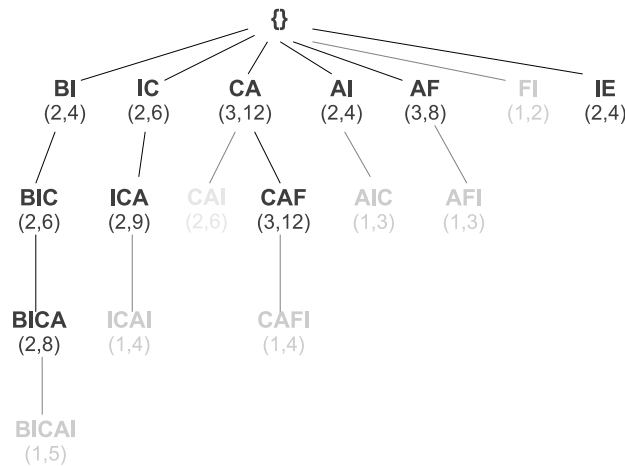 {}
BI IC CA AI AF FI IE
(2,4) (2,6) (3,12) (2,4) (3,8) (1,2) (2,4)
BIC ICA CAI CAF AIC AFI
(2,6) (2,9) (2,6) (3,12) (1,3) (1,3)
BICA ICAI CAFI
(2,8) (1,4) (1,4)
BICAI
(1,5)